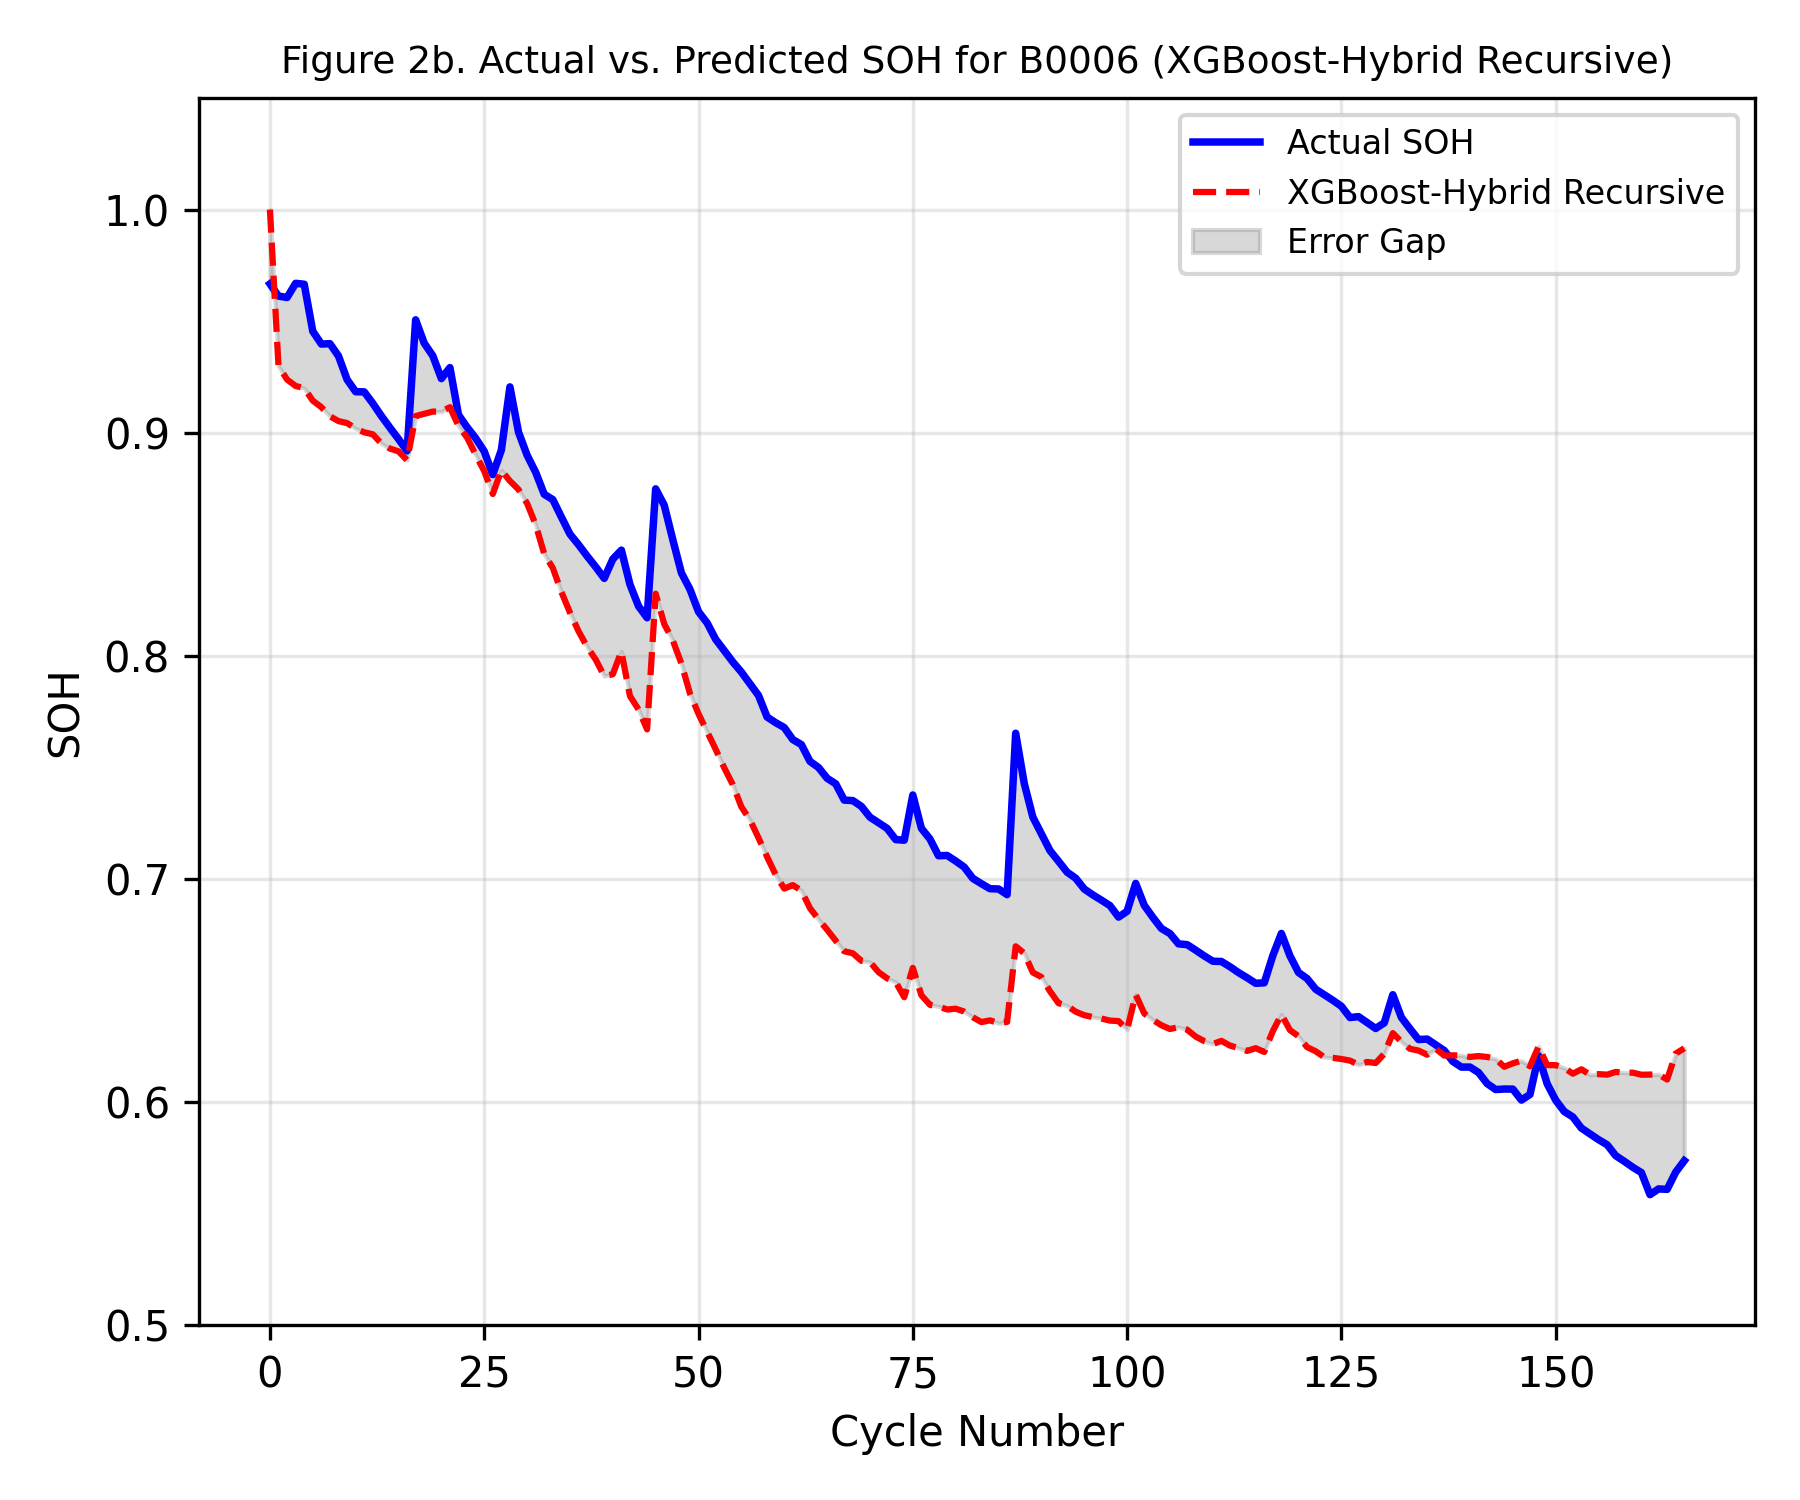 Figure 2b. Actual vs. Predicted SOH for B0006 (XGBoost-Hybrid Recursive)
Actual SOH
XGBoost-Hybrid Recursive
Error Gap
1.0
0.9
0.8
0.7
0.6
0.5
SOH
0 25 50 75 100 125 150
Cycle Number